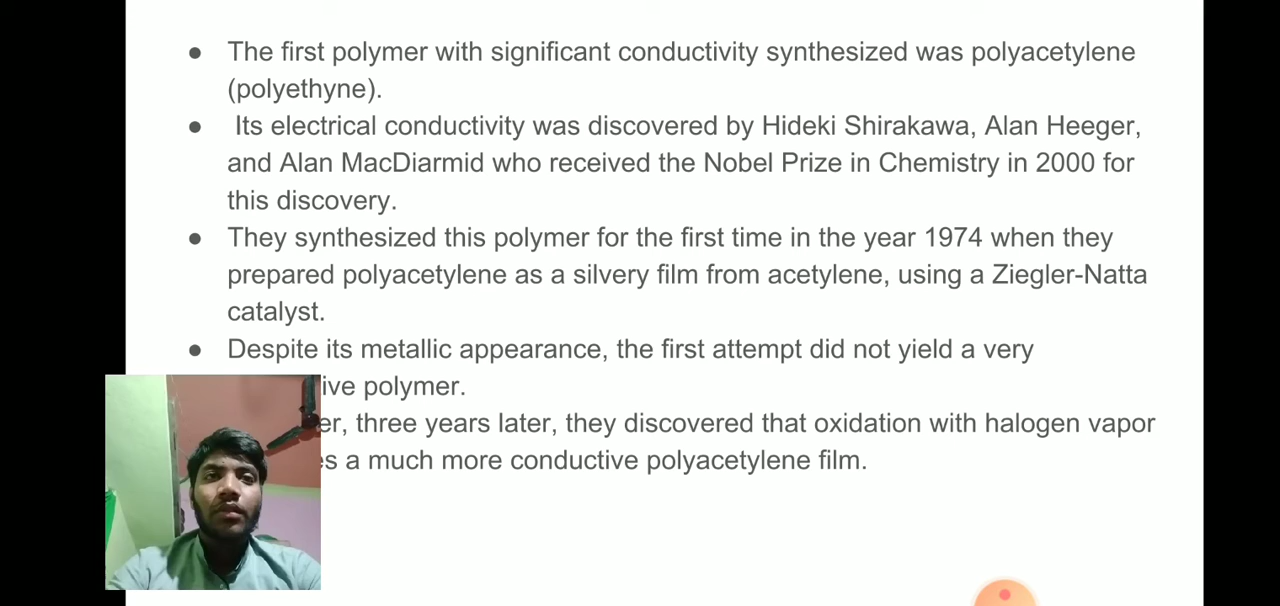 ● The first polymer with significant conductivity synthesized was polyacetylene
(polyethyne).
● Its electrical conductivity was discovered by Hideki Shirakawa, Alan Heeger,
and Alan MacDiarmid who received the Nobel Prize in Chemistry in 2000 for
this discovery.
● They synthesized this polymer for the first time in the year 1974 when they
prepared polyacetylene as a silvery film from acetylene, using a Ziegler-Natta
catalyst.
● Despite its metallic appearance, the first attempt did not yield a very
ive polymer.
er, three years later, they discovered that oxidation with halogen vapor
s a much more conductive polyacetylene film.